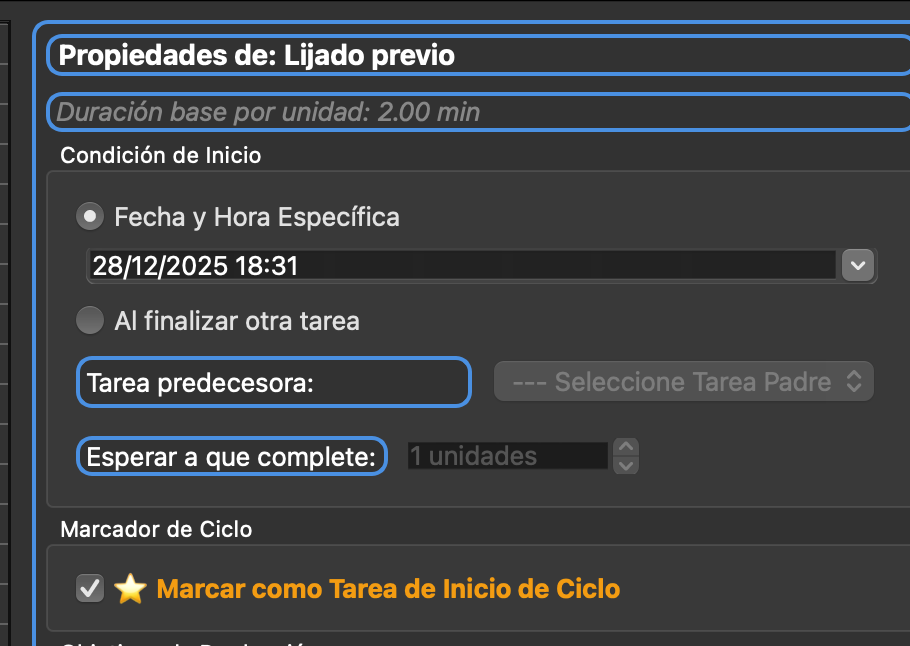 Propiedades de: Lijado previo
Duración base por unidad: 2.00 min
Condición de Inicio
Fecha y Hora Específica
28/12/2025 18:31
Al finalizar otra tarea
Tarea predecesora: --- Seleccione Tarea Padre
Esperar a que complete: 1 unidades
Marcador de Ciclo
⭐ Marcar como Tarea de Inicio de Ciclo